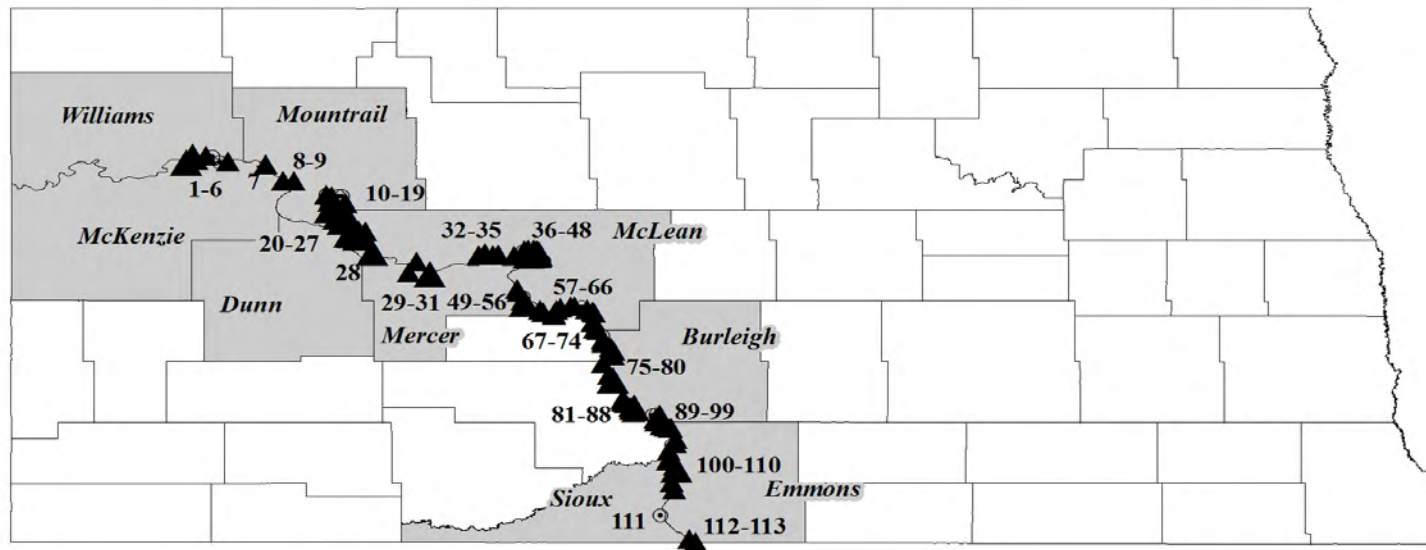 Williams
Mountrail
8-9
7
1-6
10-19
McKenzie
20-27
32-35
36-48
McLean
28
29-31
49-56
57-66
Dunn
Mercer
67-74
Burleigh
75-80
81-88
89-99
100-110
Sioux
Emmons
111
112-113